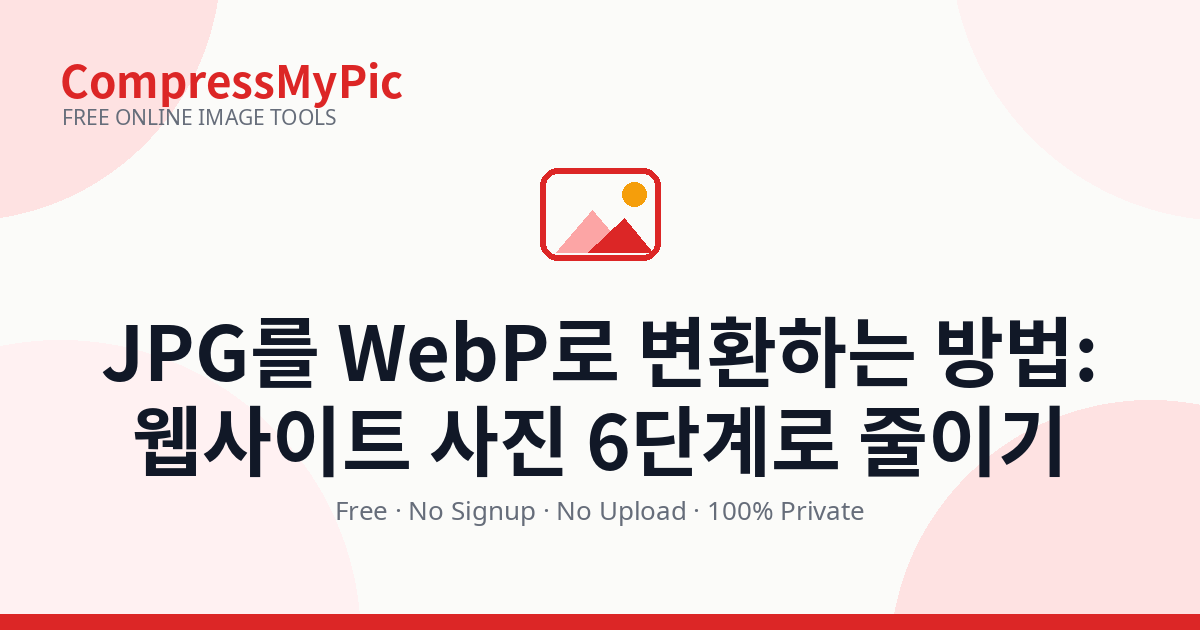 CompressMyPic
FREE ONLINE IMAGE TOOLS
JPG를 WebP로 변환하는 방법:
웹사이트 사진 6단계로 줄이기
Free · No Signup · No Upload · 100% Private